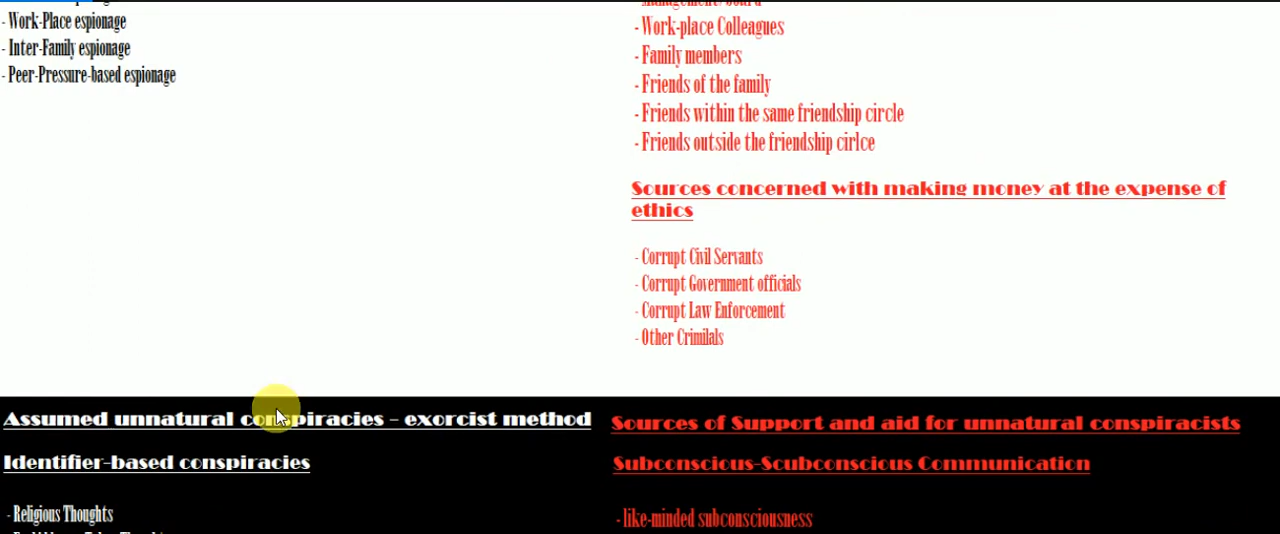 - Work-Place espionage
- Inter-Family espionage
- Peer-Pressure-based espionage
- Work-place Colleagues
- Family members
- Friends of the family
- Friends within the same friendship circle
- Friends outside the friendship cirlce
Sources concerned with making money at the expense of
ethics
- Corrupt Civil Servants
- Corrupt Government officials
- Corrupt Law Enforcement
- Other Crimilals
Assumed unnatural conspiracies - exorcist method
Identifier-based conspiracies
- Religious Thoughts
Sources of Support and aid for unnatural conspiracists
Subconscious-Scubconscious Communication
- like-minded subconsciousness